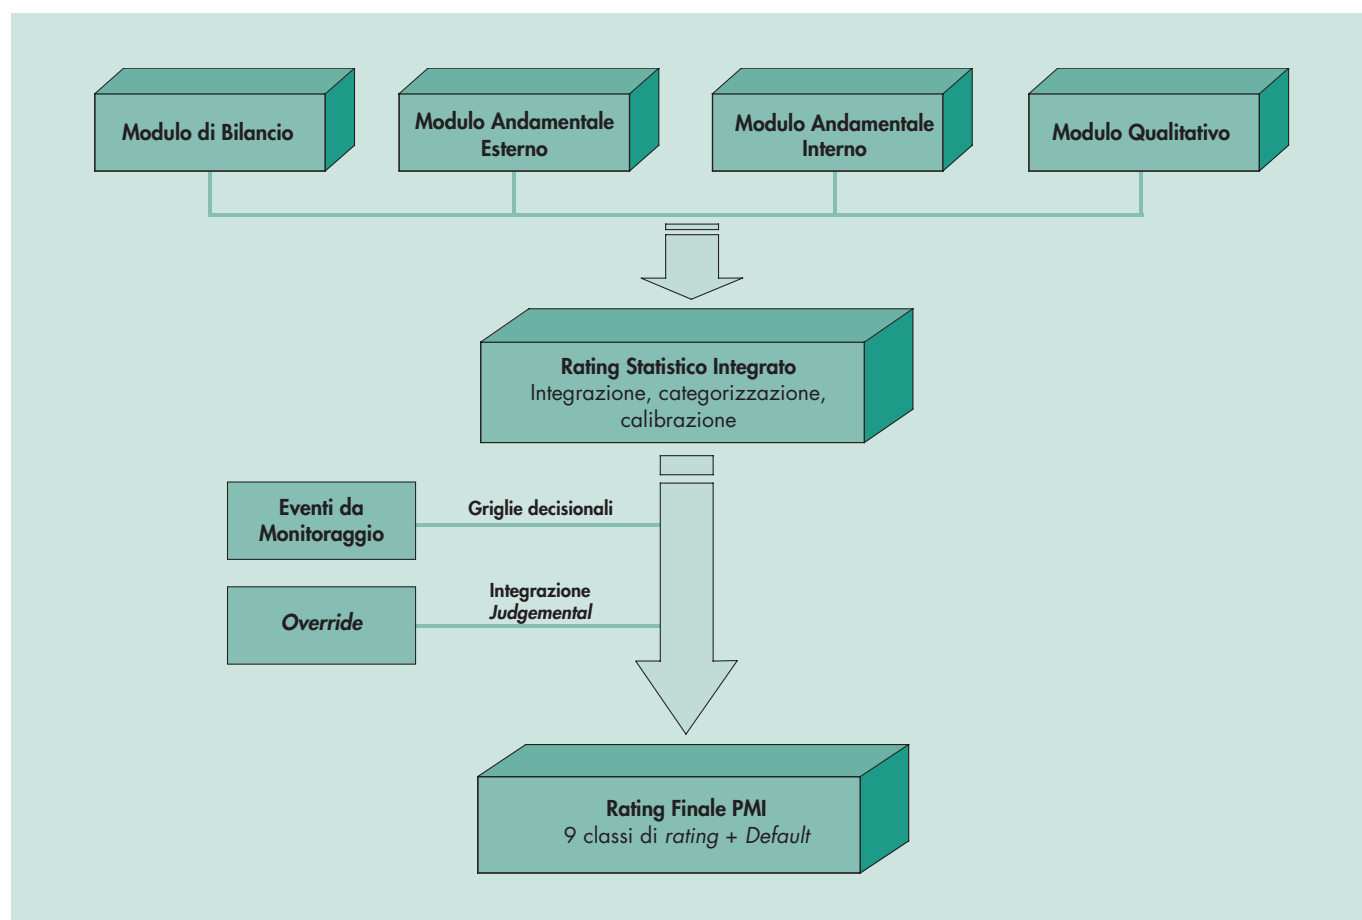 Modulo di Bilancio
Modulo Andamentale
Esterno
Modulo Andamentale
Interno
Modulo Qualitativo
Rating Statistico Integrato
Integrazione, categorizzazione,
calibrazione
Eventi da
Monitoraggio
Griglie decisionali
Override
Integrazione
Judgemental
Rating Finale PMI
9 classi di rating + Default